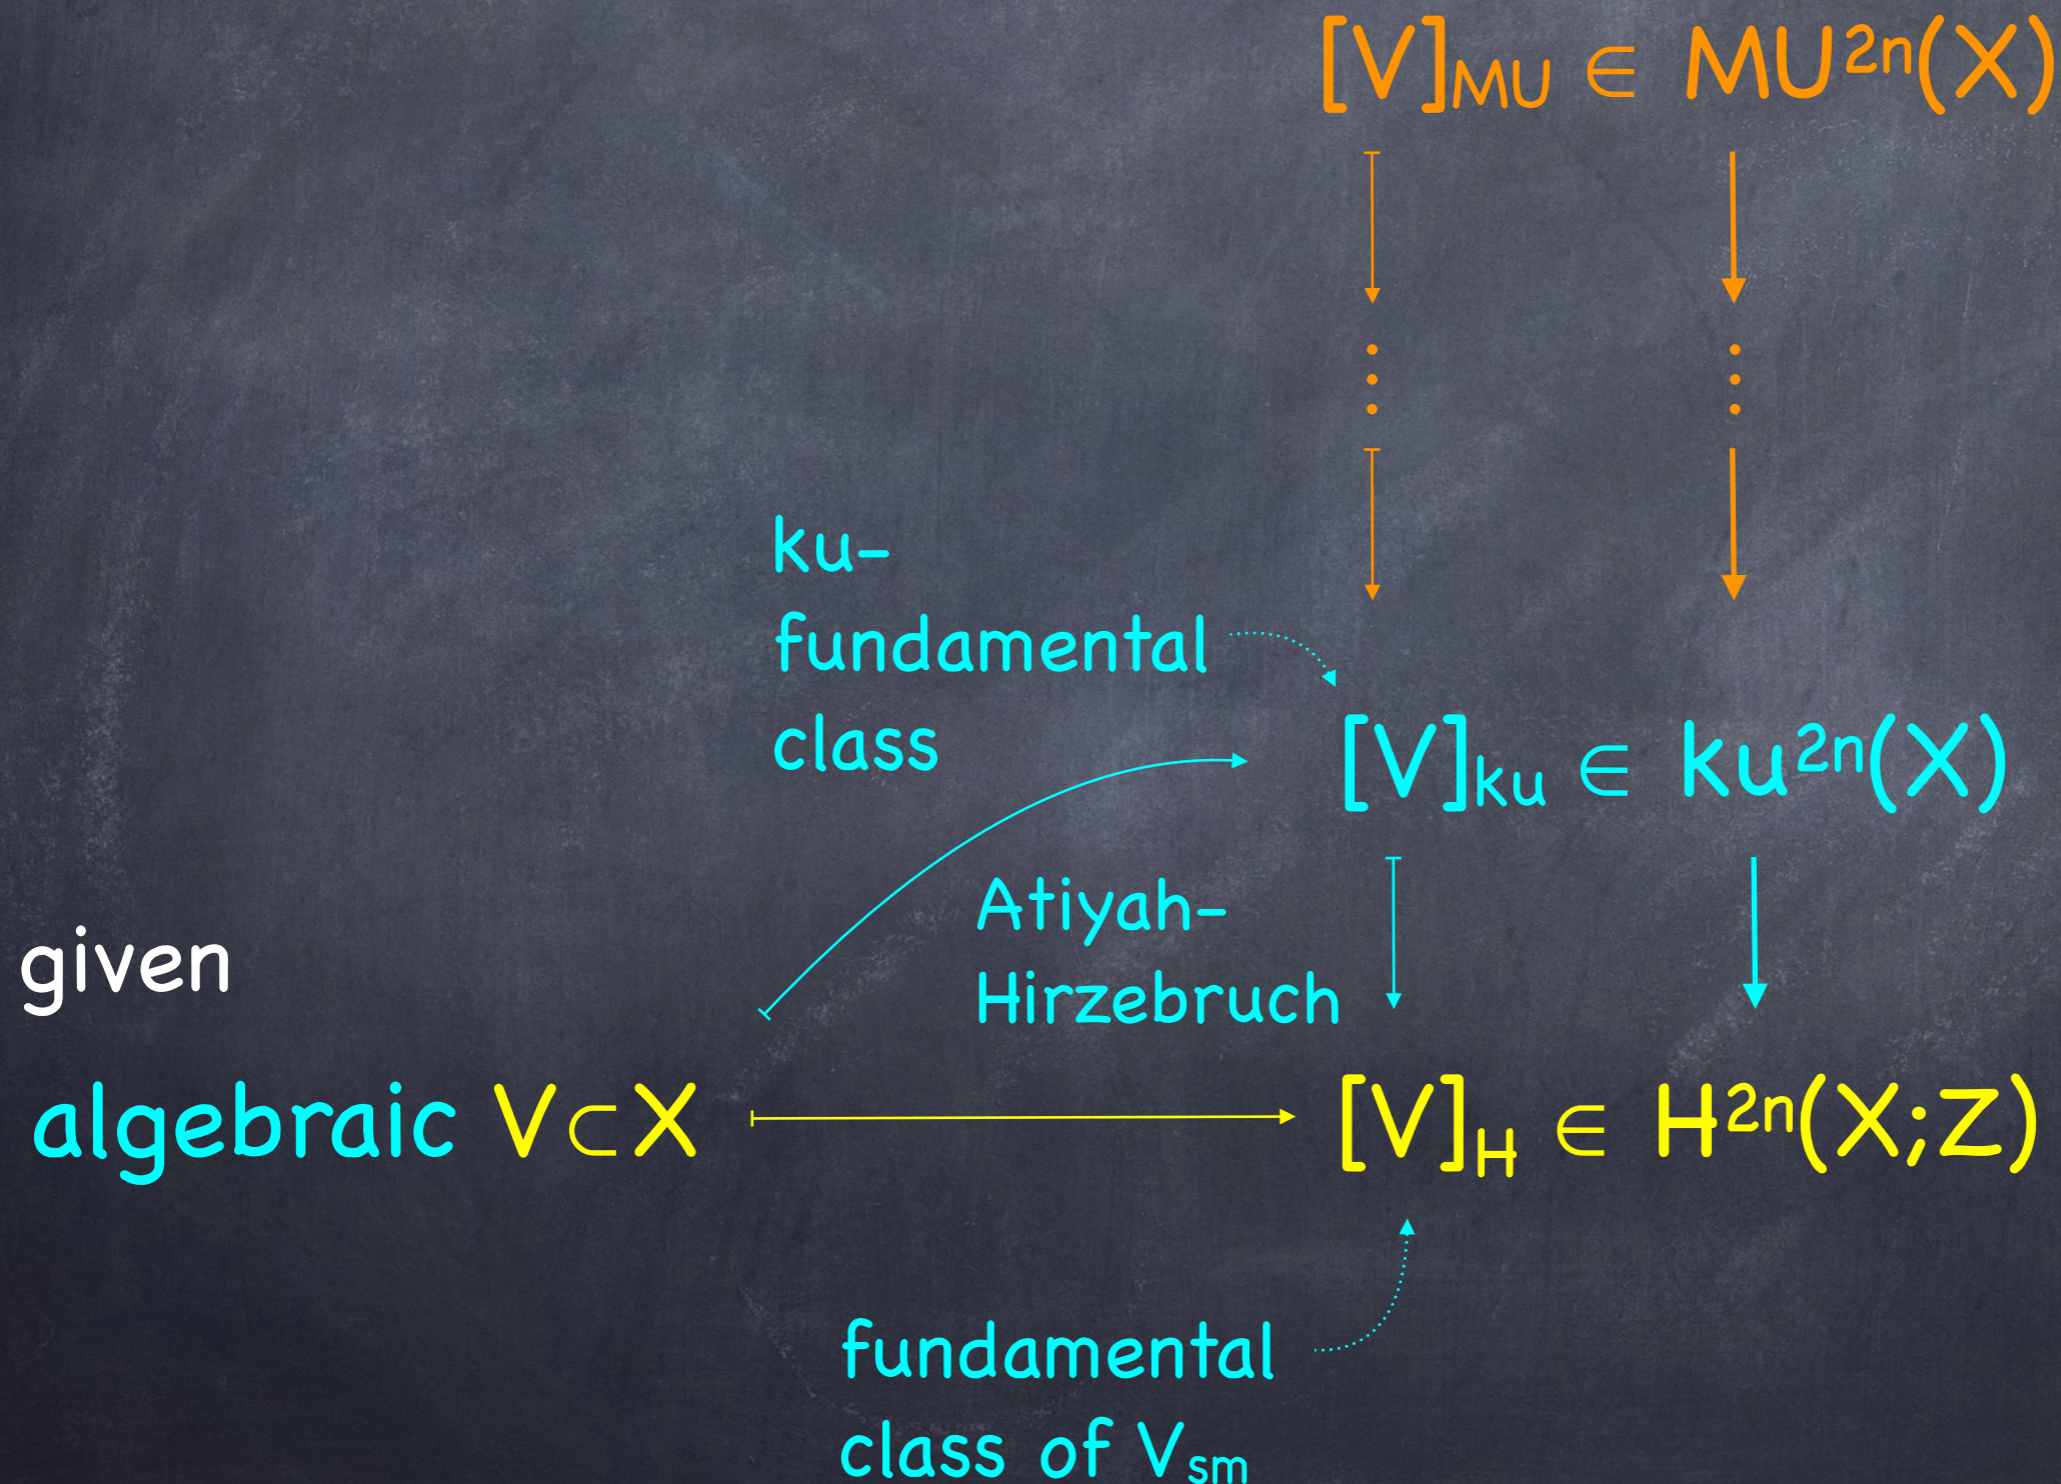 [V]MU ∈ MU²ⁿ(X)
ku-
fundamental
class
[V]ku ∈ ku²ⁿ(X)
Atiyah-
Hirzebruch
given
algebraic V⊂X
[V]H ∈ H²ⁿ(X;Z)
fundamental
class of Vsm